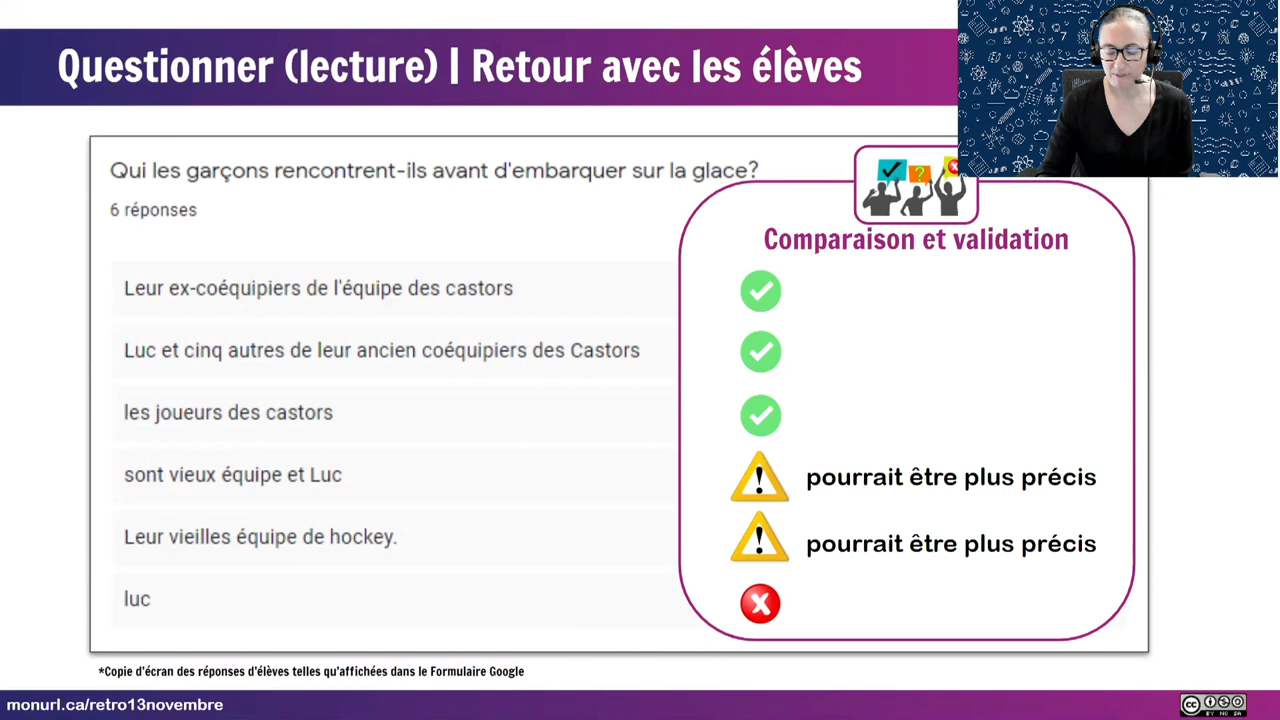 Questionner (lecture) | Retour avec les élèves
Qui les garçons rencontrent-ils avant d'embarquer sur la glace?
6 réponses
Comparaison et validation
Leur ex-coéquipiers de l'équipe des castors
Luc et cinq autres de leur ancien coéquipiers des Castors
les joueurs des castors
sont vieux équipe et Luc
pourrait être plus précis
Leur vieilles équipe de hockey.
pourrait être plus précis
luc
*Copie d'écran des réponses d'élèves telles qu'affichées dans le Formulaire Google
monurl.ca/retro13novembre
CC
BY NC SA